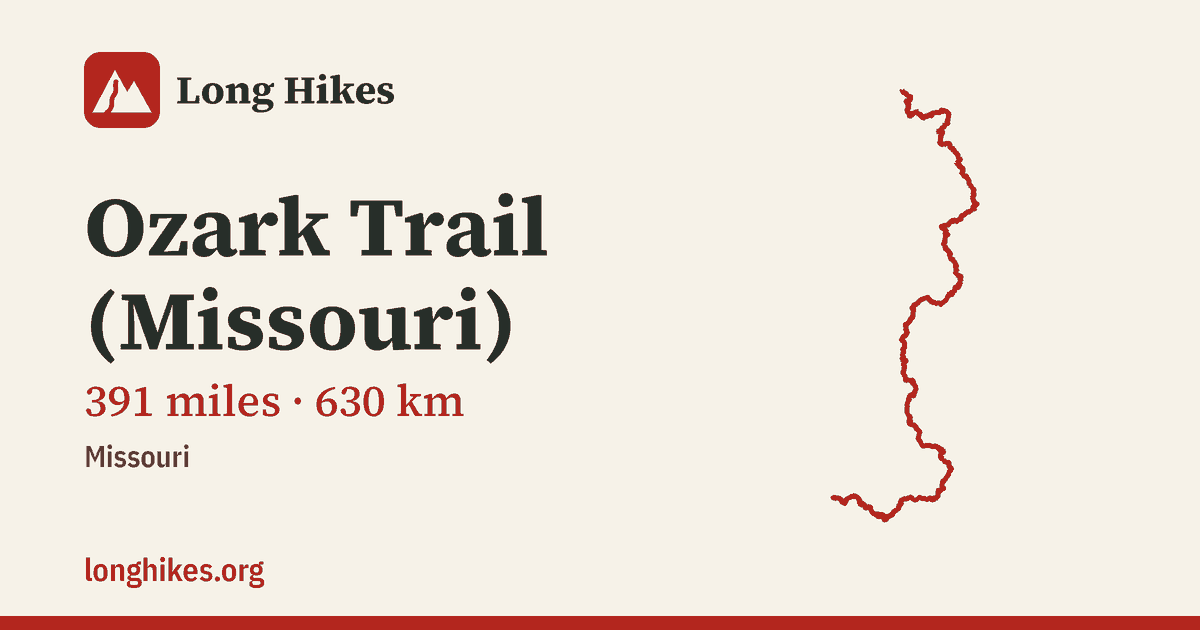 Long Hikes
Ozark Trail
(Missouri)
391 miles · 630 km
Missouri
longhikes.org